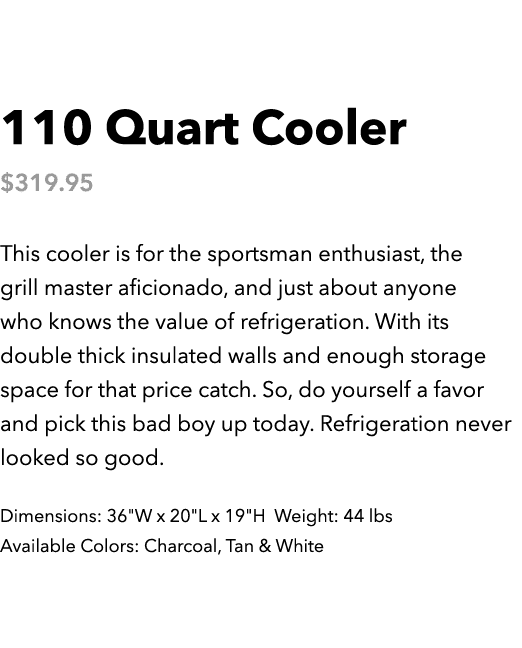 110 Quart Cooler
$319.95
This cooler is for the sportsman enthusiast, the
grill master aficionado, and just about anyone
who knows the value of refrigeration. With its
double thick insulated walls and enough storage
space for that price catch. So, do yourself a favor
and pick this bad boy up today. Refrigeration never
looked so good.
Dimensions: 36"W x 20"L x 19"H  Weight: 44 lbs
Available Colors: Charcoal, Tan & White